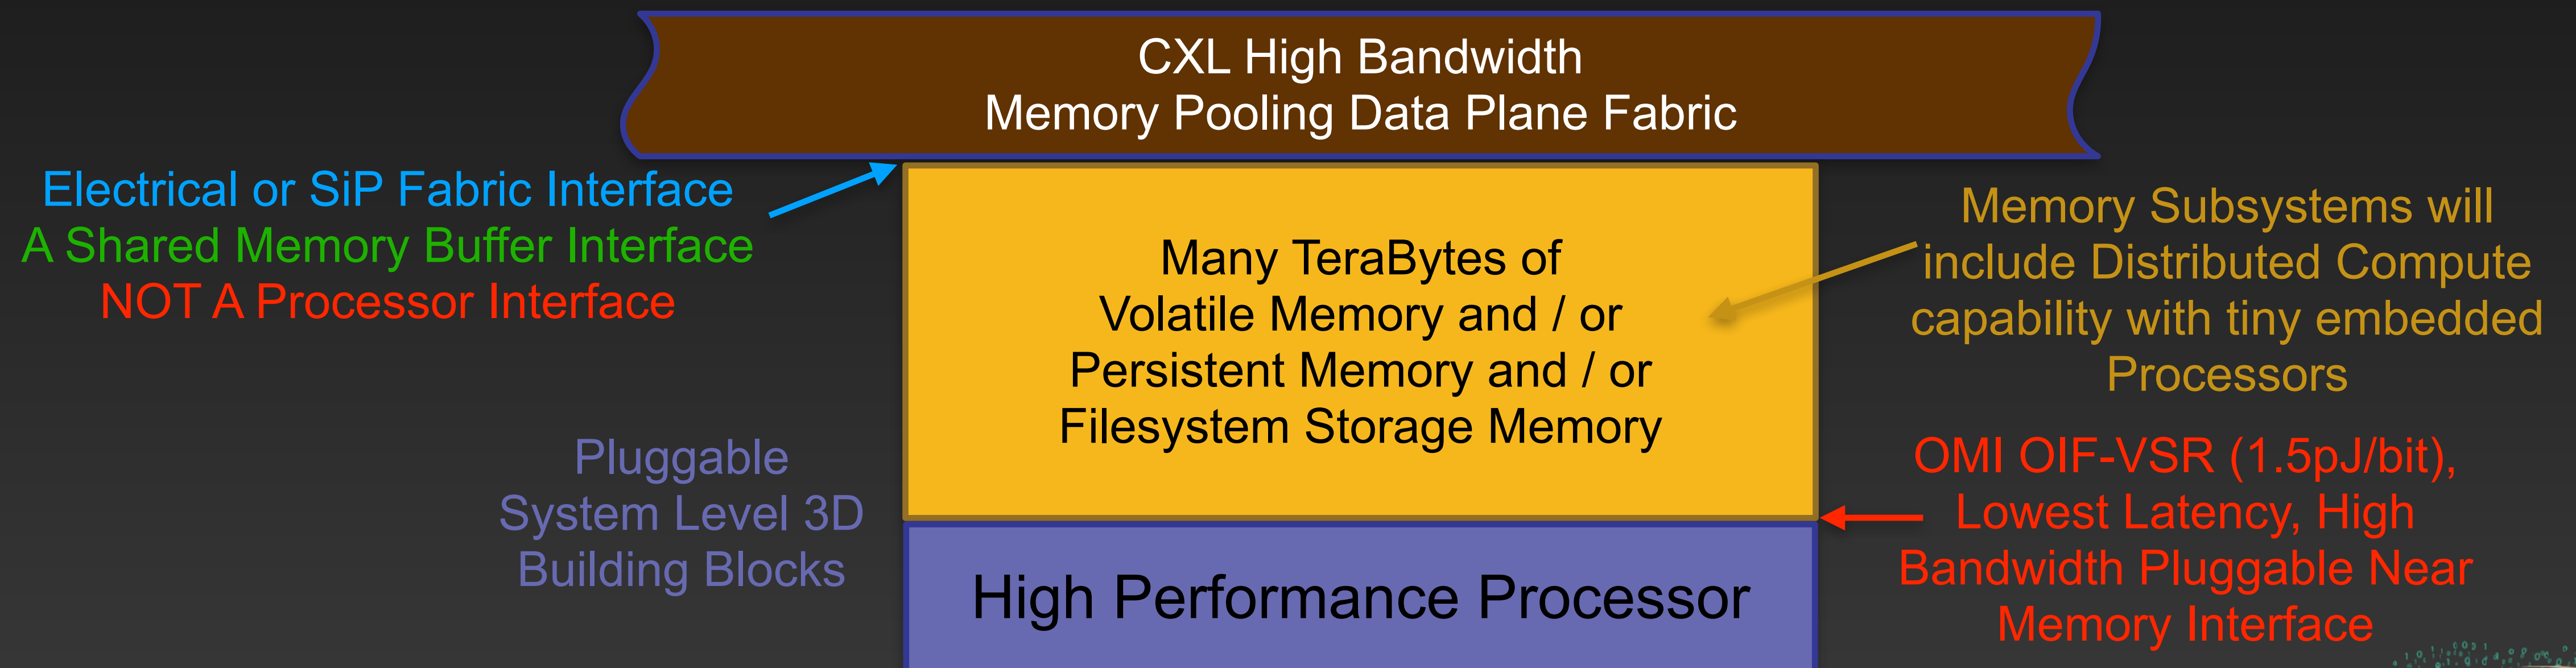 CXL High Bandwidth
Memory Pooling Data Plane Fabric
Electrical or SiP Fabric Interface
A Shared Memory Buffer Interface
NOT A Processor Interface
Many TeraBytes of
Volatile Memory and / or
Persistent Memory and / or
Filesystem Storage Memory
Memory Subsystems will
include Distributed Compute
capability with tiny embedded
Processors
Pluggable
System Level 3D
Building Blocks
OMI OIF-VSR (1.5pJ/bit),
Lowest Latency, High
Bandwidth Pluggable Near
Memory Interface
High Performance Processor